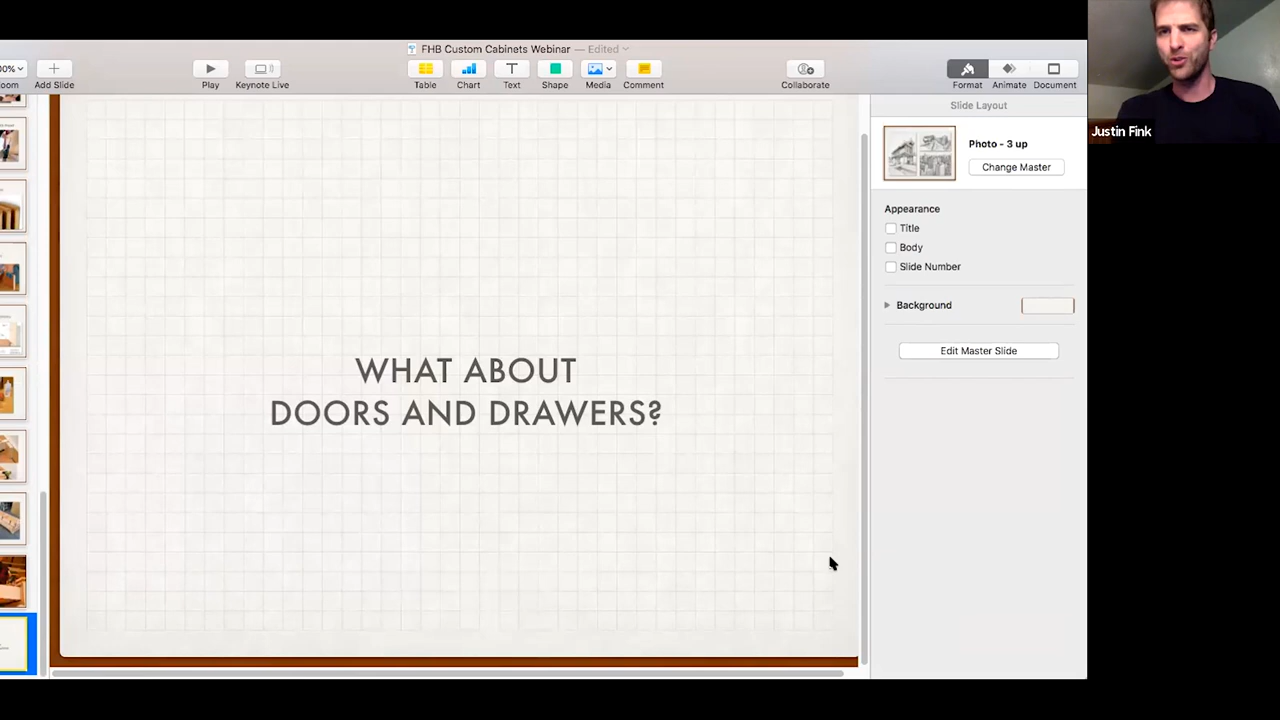 FHB Custom Cabinets Webinar — Edited
00%
oom
Add Slide
Play
Keynote Live
Table
Chart
Text
Shape
Media
Comment
Collaborate
Format
Animate
Document
Justin Fink
Slide Layout
Photo - 3 up
Change Master
Appearance
Title
Body
Slide Number
Background
Edit Master Slide
WHAT ABOUT
DOORS AND DRAWERS?